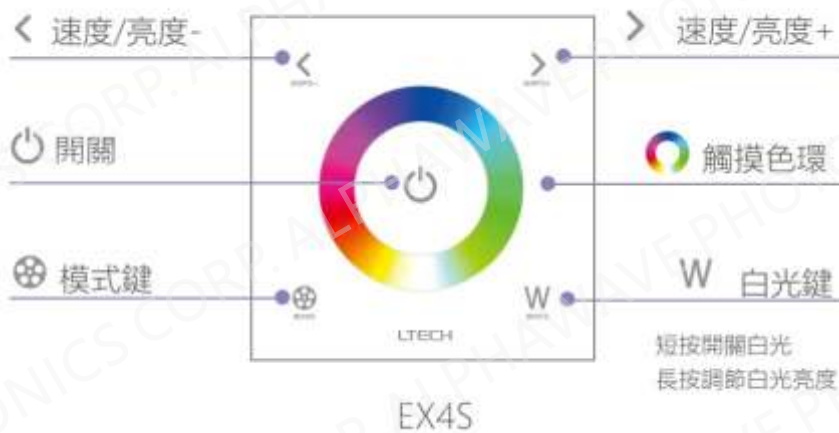 速度/亮度-
速度/亮度+
開關
觸摸色環
模式鍵
W 白光鍵
W
LTECH
短按開關白光
長按調節白光亮度
EX4S